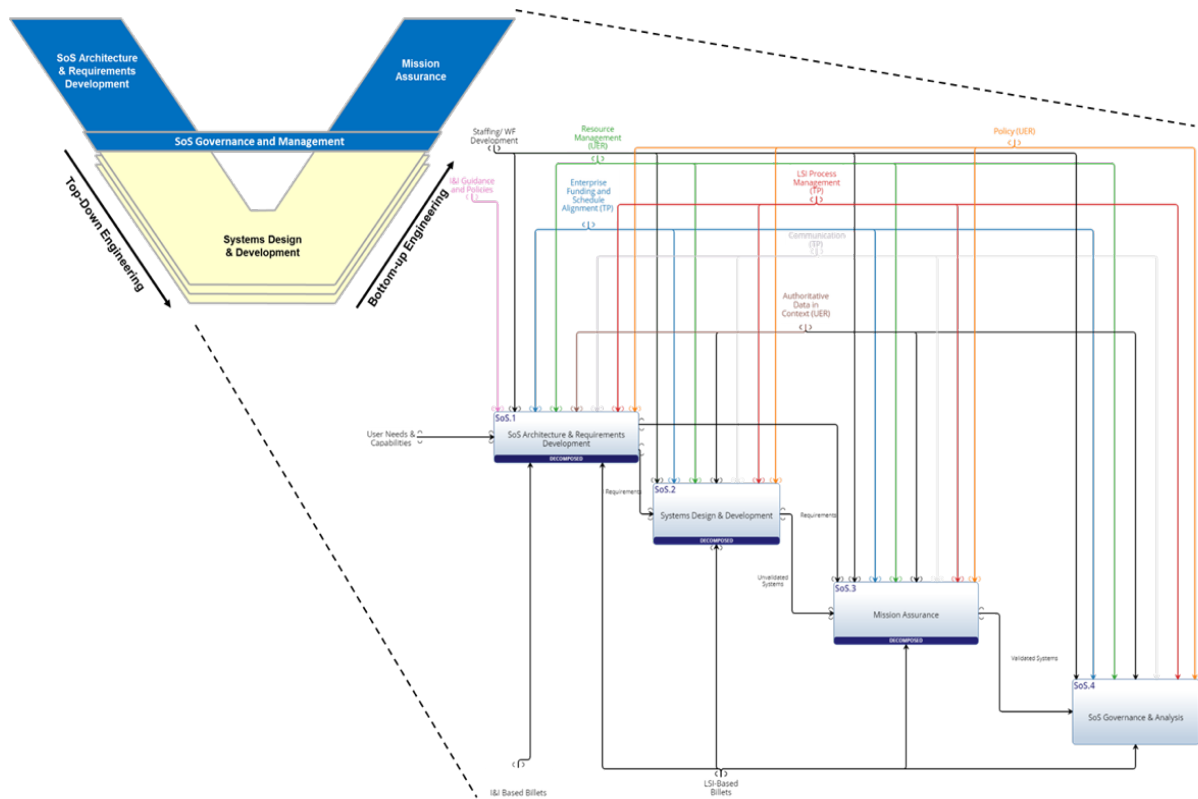 SoS Architecture
& Requirements
Development
Mission
Assurance
SoS Governance and Management
Systems Design
& Development
Top-Down Engineering
Bottom-up Engineering
Staffing/ WF
Development
Resource
Management
(UER)
Policy (UER)
I&I Guidance
and Policies
Enterprise
Funding and
Schedule
Alignment (TP)
LSI Process
Management
(TP)
Communication
(TP)
Authoritative
Data in
Context (UER)
User Needs &
Capabilities
SoS.1
SoS Architecture & Requirements
Development
DECOMPOSED
Requirements
SoS.2
Systems Design & Development
DECOMPOSED
Requirements
Unvalidated
Systems
SoS.3
Mission Assurance
DECOMPOSED
Validated Systems
SoS.4
SoS Governance & Analysis
I&I Based Billets
LSI-Based
Billets